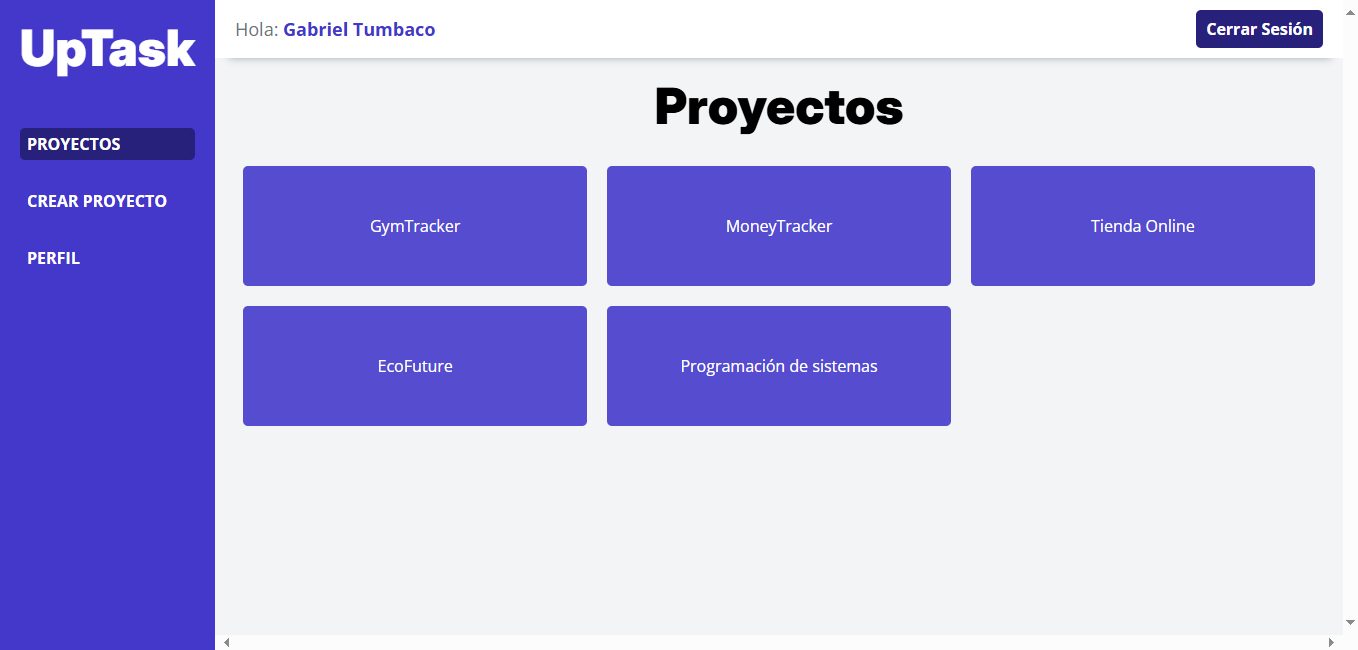 UpTask
PROYECTOS
CREAR PROYECTO
PERFIL
Hola: Gabriel Tumbaco
Cerrar Sesión
Proyectos
GymTracker
MoneyTracker
Tienda Online
EcoFuture
Programación de sistemas